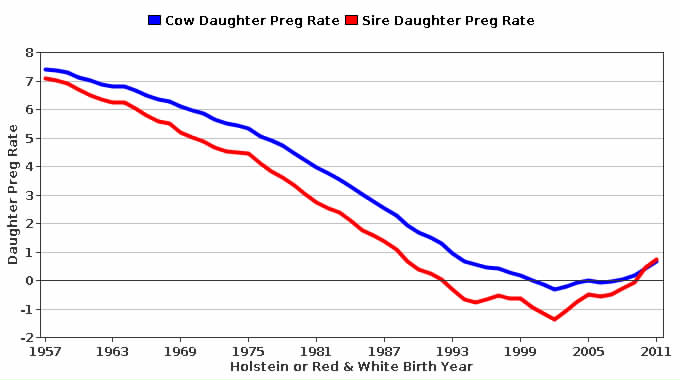 Cow Daughter Preg Rate Sire Daughter Preg Rate
8
7
6
5
4
3
2
1
0
-1
-2
Daughter Preg Rate
1957 1963 1969 1975 1981 1987 1993 1999 2005 2011
Holstein or Red & White Birth Year